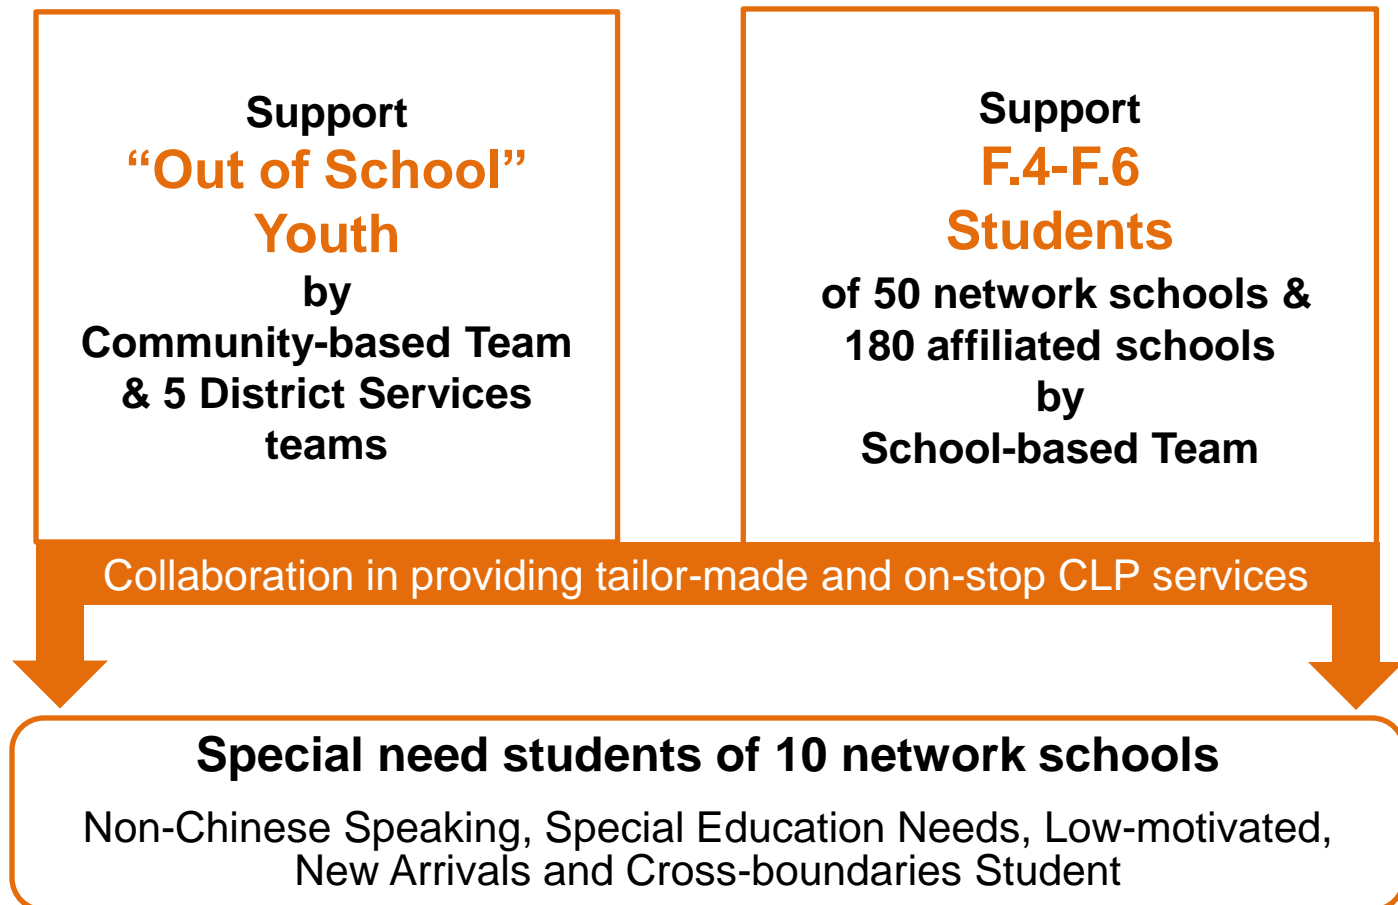 Support
“Out of School”
Youth
by
Community-based Team
& 5 District Services
teams
Support
F.4-F.6
Students
of 50 network schools &
180 affiliated schools
by
School-based Team
Collaboration in providing tailor-made and on-stop CLP services
Special need students of 10 network schools
Non-Chinese Speaking, Special Education Needs, Low-motivated,
New Arrivals and Cross-boundaries Student